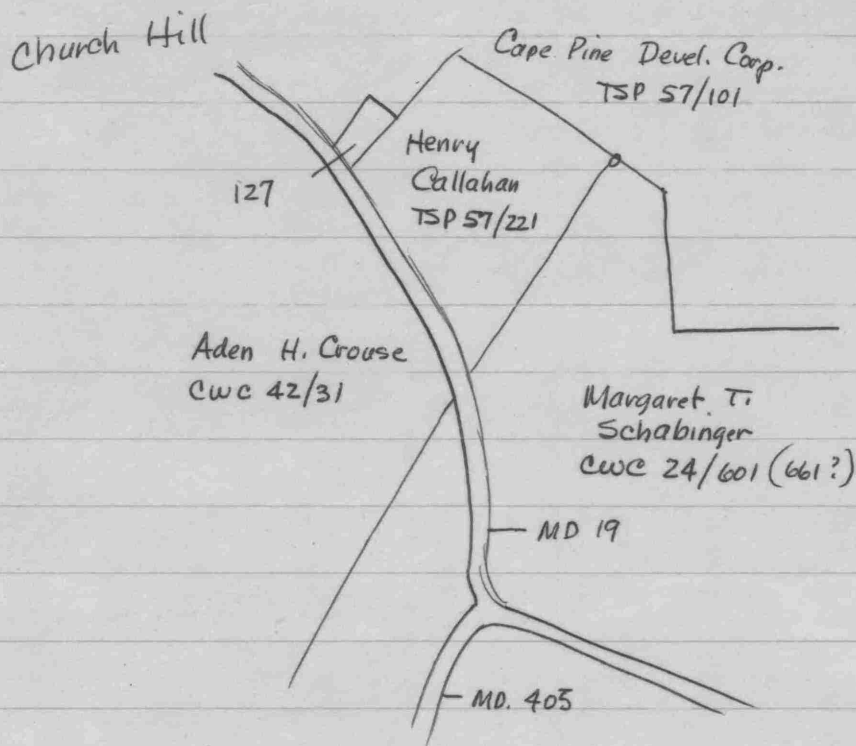 Church Hill
Cape Pine Devel. Corp.
TSP 57/101
Henry
Callahan
TSP 57/221
127
Aden H. Crouse
CWC 42/31
Margaret T.
Schabinger
CWC 24/601 (661?)
MD 19
MD. 405